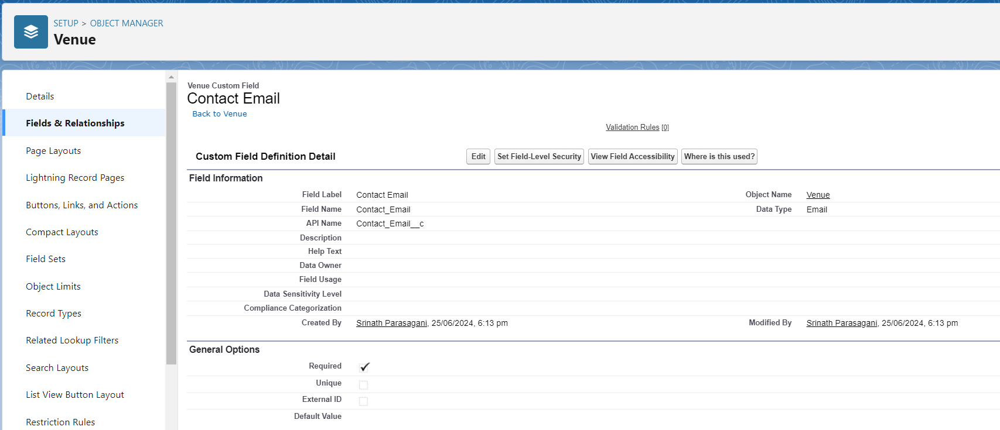 SETUP > OBJECT MANAGER
Venue
Details
Fields & Relationships
Page Layouts
Lightning Record Pages
Buttons, Links, and Actions
Compact Layouts
Field Sets
Object Limits
Record Types
Related Lookup Filters
Search Layouts
List View Button Layout
Restriction Rules
Venue Custom Field
Contact Email
Back to Venue
Validation Rules [0]
Custom Field Definition Detail Edit Set Field-Level Security View Field Accessibility Where is this used?
Field Information
Field Label Contact Email Object Name Venue
Field Name Contact_Email Data Type Email
API Name Contact_Email__c
Description
Help Text
Data Owner
Field Usage
Data Sensitivity Level
Compliance Categorization
Created By Srinath Parasagani, 25/06/2024, 6:13 pm Modified By Srinath Parasagani, 25/06/2024, 6:13 pm
General Options
Required
Unique
External ID
Default Value